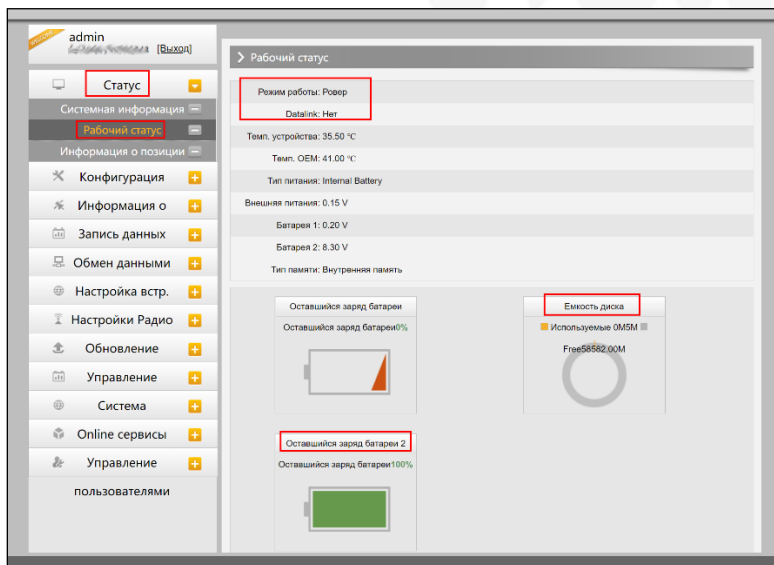 admin
[Выход]
Статус
Системная информация
Рабочий статус
Информация о позиции
Конфигурация
Информация о
Запись данных
Обмен данными
Настройка встр.
Настройки Радио
Обновление
Управление
Система
Online сервисы
Управление
пользователями
Рабочий статус
Режим работы: Ровер
Datalink: Нет
Темп. устройства: 35.50 °C
Темп. OEM: 41.00 °C
Тип питания: Internal Battery
Внешняя питания: 0.15 V
Батарея 1: 0.20 V
Батарея 2: 8.30 V
Тип памяти: Внутренняя память
Оставшийся заряд батареи
Оставшийся заряд батареи0%
Емкость диска
Используемые 0M5M
Free58582.00M
Оставшийся заряд батареи 2
Оставшийся заряд батареи100%